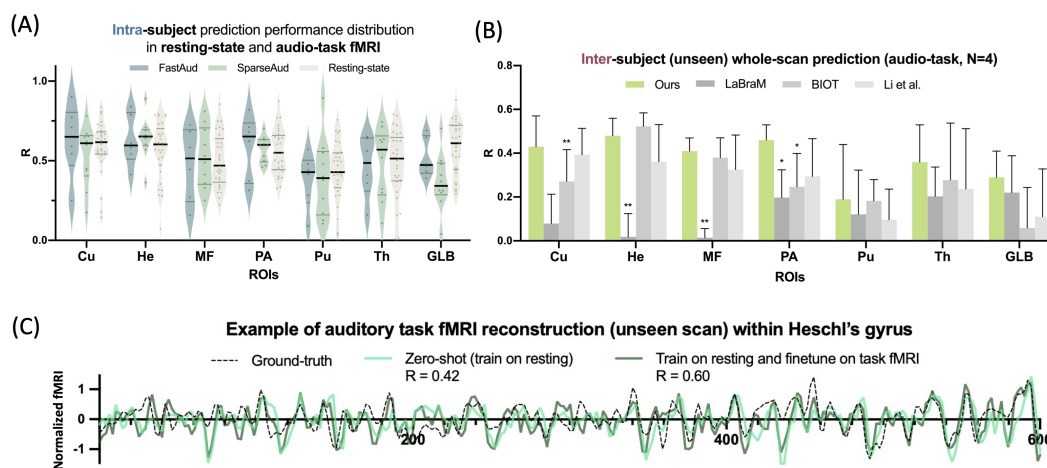 (A)
Intra-subject prediction performance distribution
in resting-state and audio-task fMRI
FastAud SparseAud Resting-state
1.0
0.5
0.0
R
Cu He MF PA Pu Th GLB
ROIs
(B)
Inter-subject (unseen) whole-scan prediction (audio-task, N=4)
Ours LaBraM BIOT Li et al.
0.8
0.6
0.4
0.2
0.0
R
** ** ** * *
Cu He MF PA Pu Th GLB
ROIs
(C)
Example of auditory task fMRI reconstruction (unseen scan) within Heschl's gyrus
Ground-truth Zero-shot (train on resting) Train on resting and finetune on task fMRI
R = 0.42 R = 0.60
Normalized fMRI
1
0
-1
200 400 600